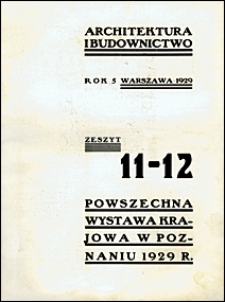 ARCHITEKTURA
I BUDOWNICTWO
ROK 5 WARSZAWA 1929
ZESZYT
11-12
POWSZECHNA
WYSTAWA KRA-
JOWA W POZ-
NANIU 1929 R.